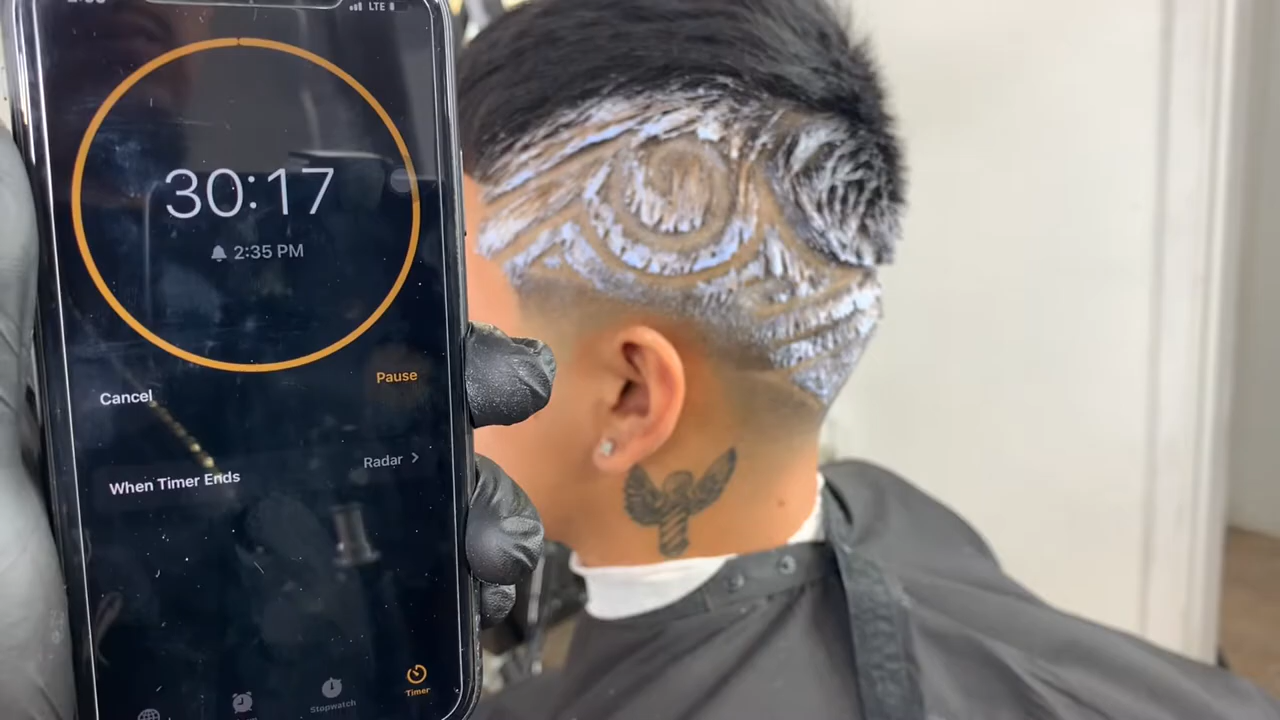 LTE
30:17
2:35 PM
Cancel
Pause
When Timer Ends
Radar >
Stopwatch
Timer